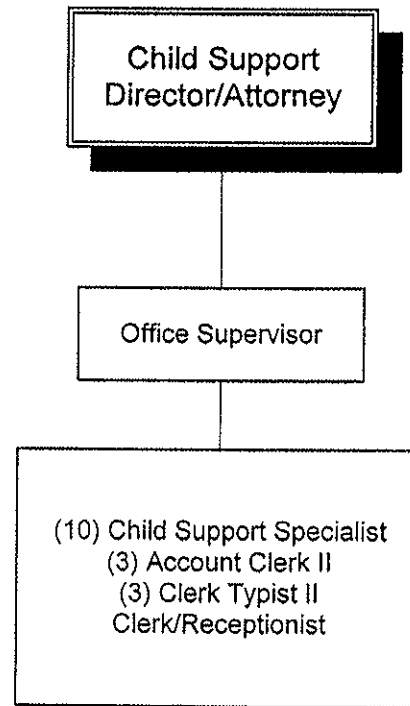 Child Support
Director/Attorney
Office Supervisor
(10) Child Support Specialist
(3) Account Clerk II
(3) Clerk Typist II
Clerk/Receptionist